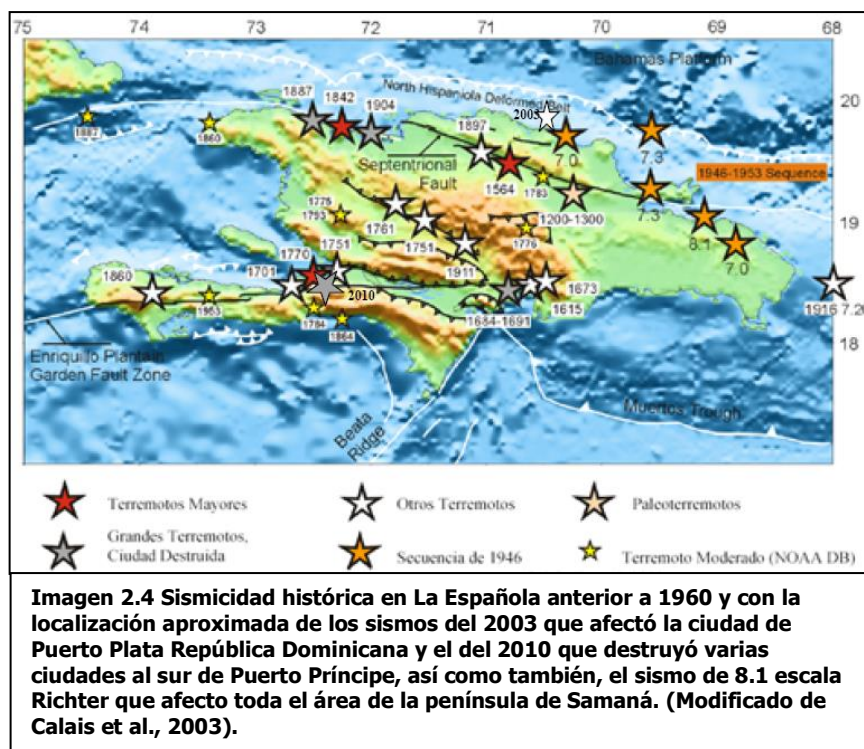 75 74 73 72 71 70 69 68
Bahamas Platform
20
North Hispaniola Deformed Belt
1887 1842 1904
2003
1887
1860
1897
7.0
7.3
Septentrional
Fault
1564
1783
1946-1953 Sequence
7.3
1775
1793
1761
1200-1300
19
1751
1776
8.1
1770
1751
1911
7.0
1860
1701
2010
1673
1615
1916 7.20
1953
1784
1864
1684-1691
18
Enriquillo Plantain
Garden Fault Zone
Beata
Ridge
Muertos Trough
Terremotos Mayores
Otros Terremotos
Paleoterremotos
Grandes Terremotos,
Ciudad Destruida
Secuencia de 1946
Terremoto Moderado (NOAA DB)
Imagen 2.4 Sismicidad histórica en La Española anterior a 1960 y con la
localización aproximada de los sismos del 2003 que afectó la ciudad de
Puerto Plata República Dominicana y el del 2010 que destruyó varias
ciudades al sur de Puerto Príncipe, así como también, el sismo de 8.1 escala
Richter que afecto toda el área de la península de Samaná. (Modificado de
Calais et al., 2003).